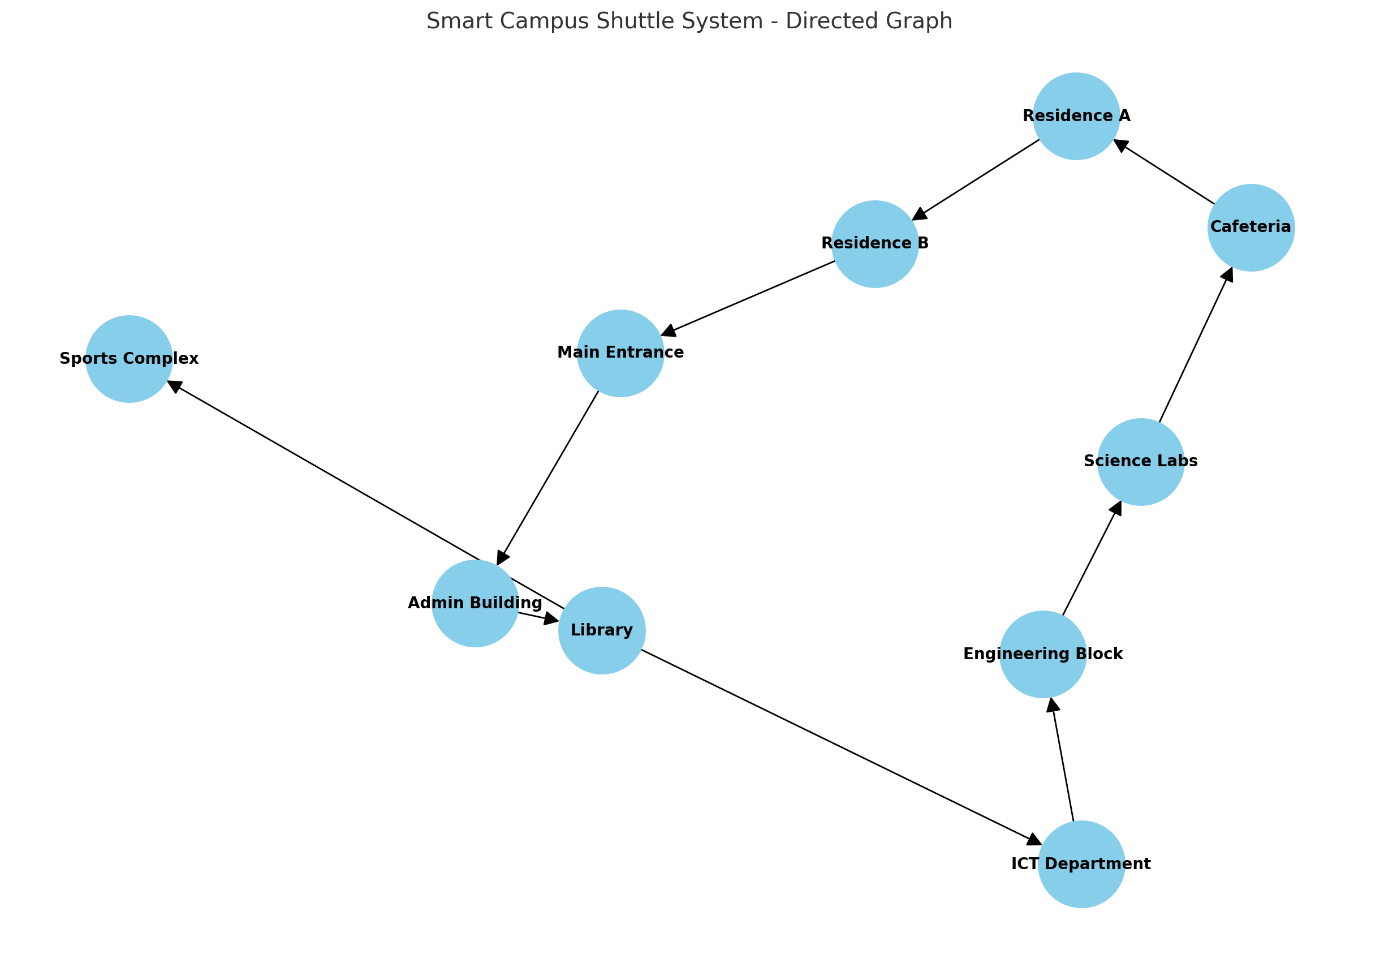 Smart Campus Shuttle System - Directed Graph
Residence A
Cafeteria
Residence B
Main Entrance
Sports Complex
Science Labs
Admin Building
Library
Engineering Block
ICT Department